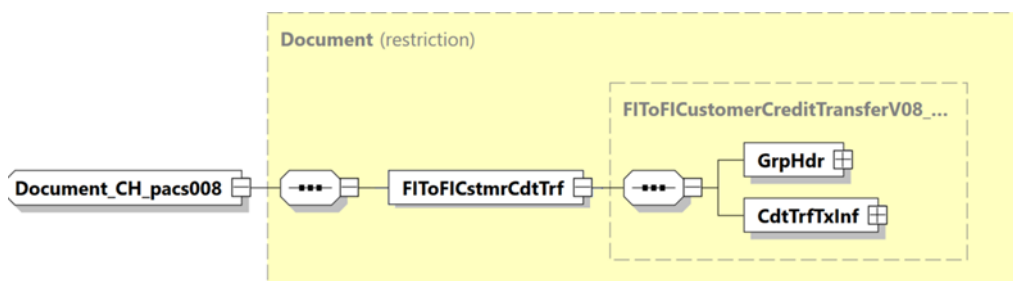 Document (restriction)
FIToFICustomerCreditTransferV08_...
GrpHdr
Document_CH_pacs008
FIToFICstmrCdtTrf
CdtTrfTxInf